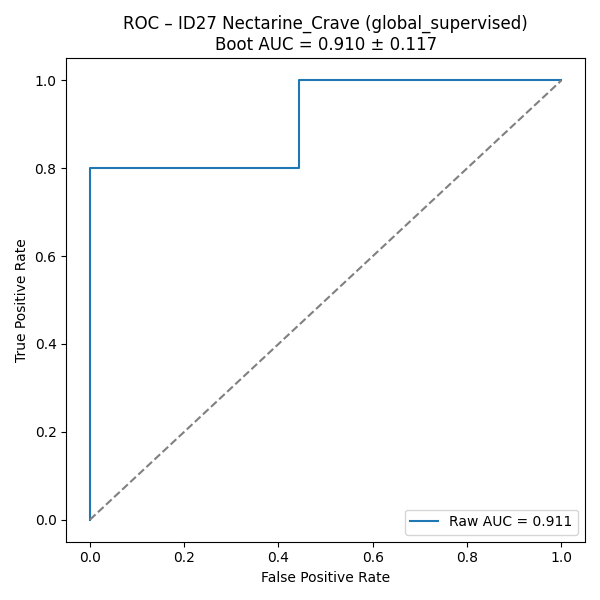 ROC – ID27 Nectarine_Crave (global_supervised)
Boot AUC = 0.910 ± 0.117
True Positive Rate
1.0
0.8
0.6
0.4
0.2
0.0
Raw AUC = 0.911
0.0 0.2 0.4 0.6 0.8 1.0
False Positive Rate